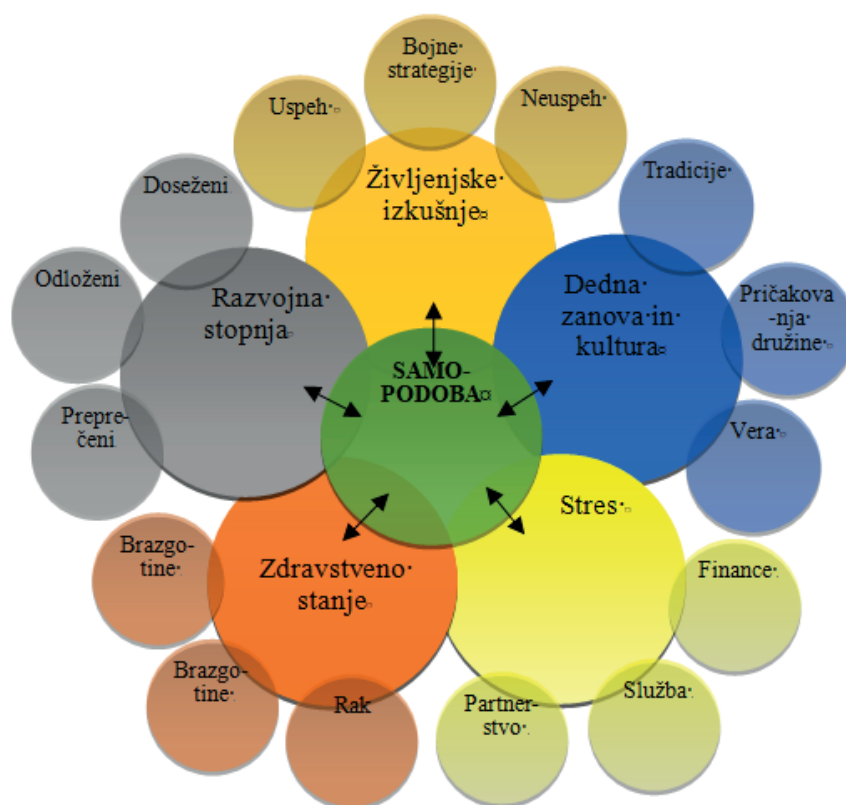 Bojne
strategije
Uspeh
Neuspeh
Življenjske
izkušnje
Doseženi
Tradicije
Odloženi
Razvojna
stopnja
Dedna
zanova in
kultura
Pričakova
-nja
družine
SAMO-
PODOBA
Prepre-
čeni
Vera
Stres
Brazgo-
tine
Zdravstveno
stanje
Finance
Brazgo-
tine
Rak
Partner-
stvo
Služba